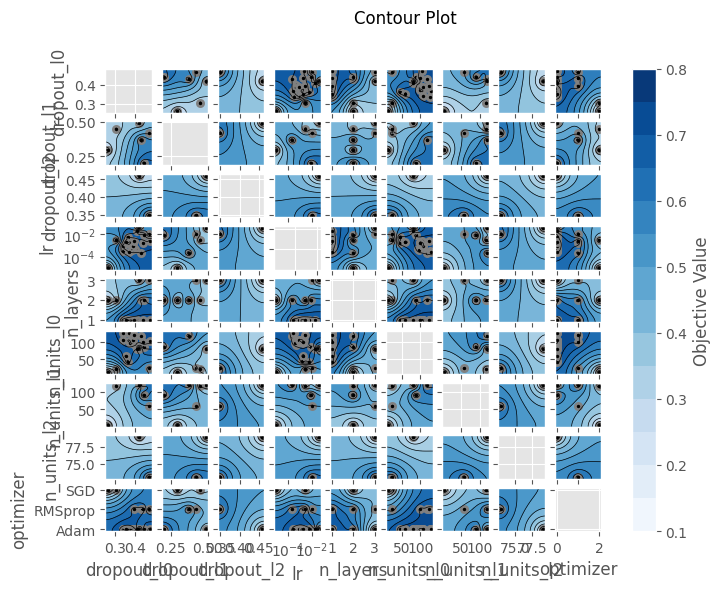 Contour Plot
dropout_l0
0.4
0.3
dropout_l1
0.50
0.25
dropout_l2
0.45
0.40
0.35
lr
10⁻²
10⁻⁴
n_layers
3
2
1
n_units_l0
100
50
n_units_l1
100
50
n_units_l2
77.5
75.0
optimizer
SGD
RMSprop
Adam
0.3 0.4 0.25 0.50 0.35 0.40 0.45 10⁻⁴ 10⁻² 1 2 3 50 100 50 100 75.0 77.5 0 2
dropout_l0 dropout_l1 dropout_l2 lr n_layers n_units_l0 n_units_l1 n_units_l2 optimizer
0.8
0.7
0.6
0.5
0.4
0.3
0.2
0.1
Objective Value